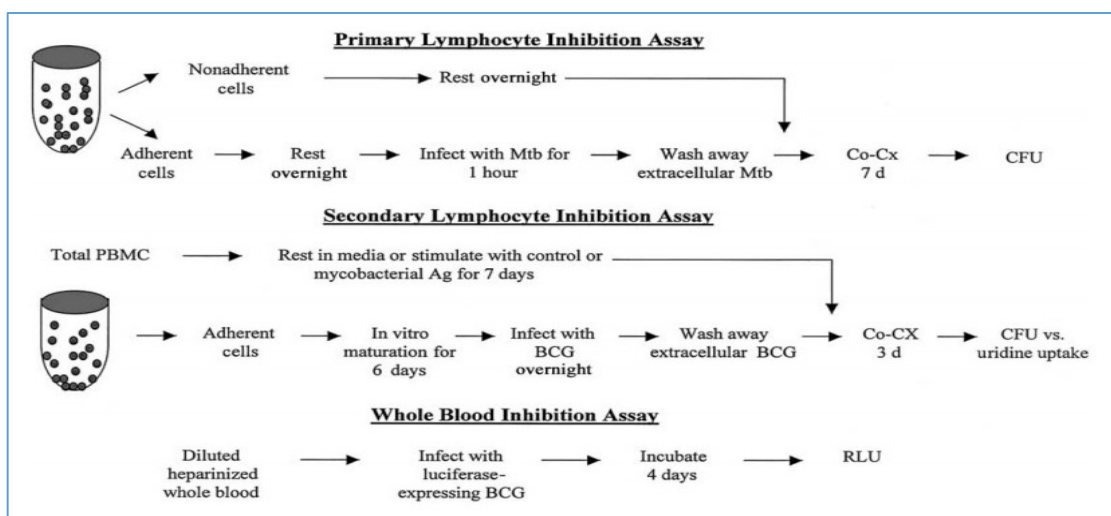 Primary Lymphocyte Inhibition Assay
Nonadherent
cells
Rest overnight
Adherent
cells
Rest
overnight
Infect with Mtb for
1 hour
Wash away
extracellular Mtb
Co-Cx
7 d
CFU
Secondary Lymphocyte Inhibition Assay
Total PBMC
Rest in media or stimulate with control or
mycobacterial Ag for 7 days
Adherent
cells
In vitro
maturation for
6 days
Infect with
BCG
overnight
Wash away
extracellular BCG
Co-CX
3 d
CFU vs.
uridine uptake
Whole Blood Inhibition Assay
Diluted
heparinized
whole blood
Infect with
luciferase-
expressing BCG
Incubate
4 days
RLU